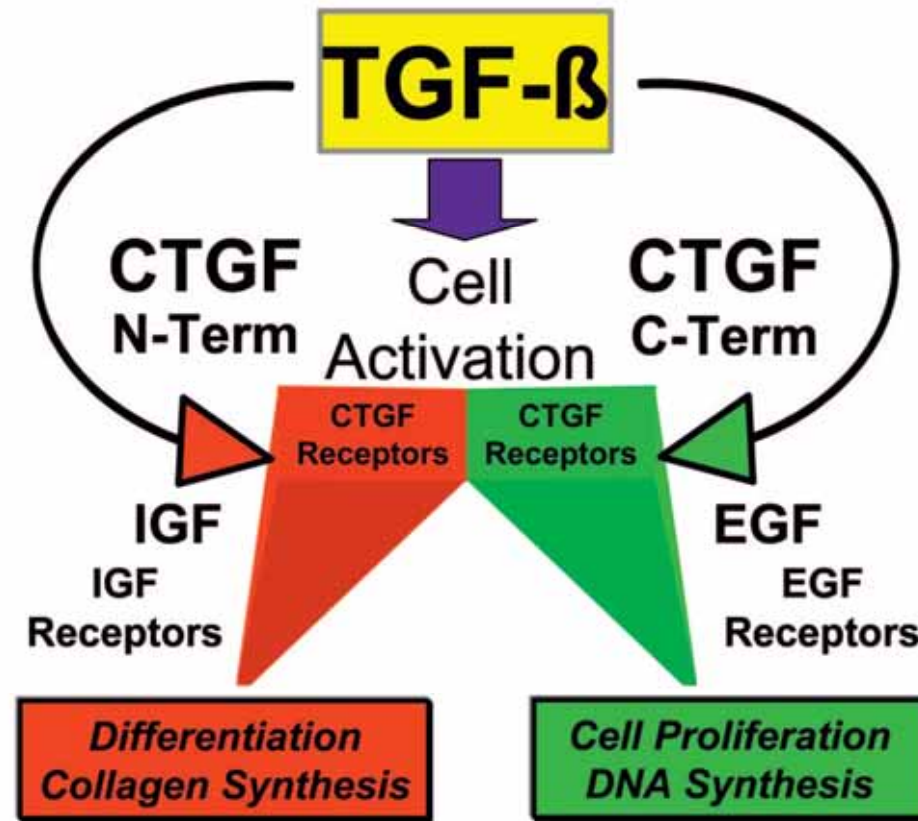 TGF-ß
CTGF
N-Term
Cell
Activation
CTGF
C-Term
CTGF
Receptors
CTGF
Receptors
IGF
IGF
Receptors
EGF
EGF
Receptors
Differentiation
Collagen Synthesis
Cell Proliferation
DNA Synthesis